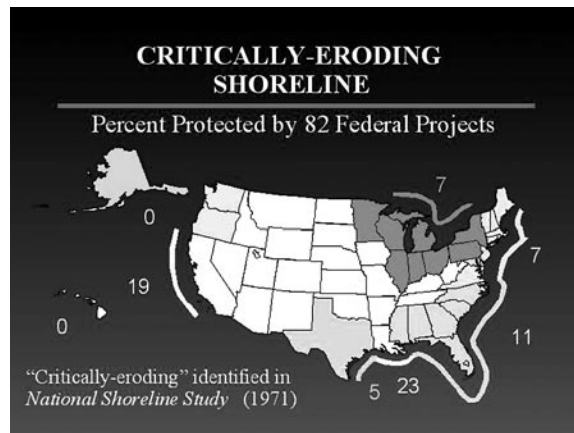 CRITICALLY-ERODING
SHORELINE
Percent Protected by 82 Federal Projects
7
0
7
19
0
11
5
23
"Critically-eroding" identified in
National Shoreline Study (1971)